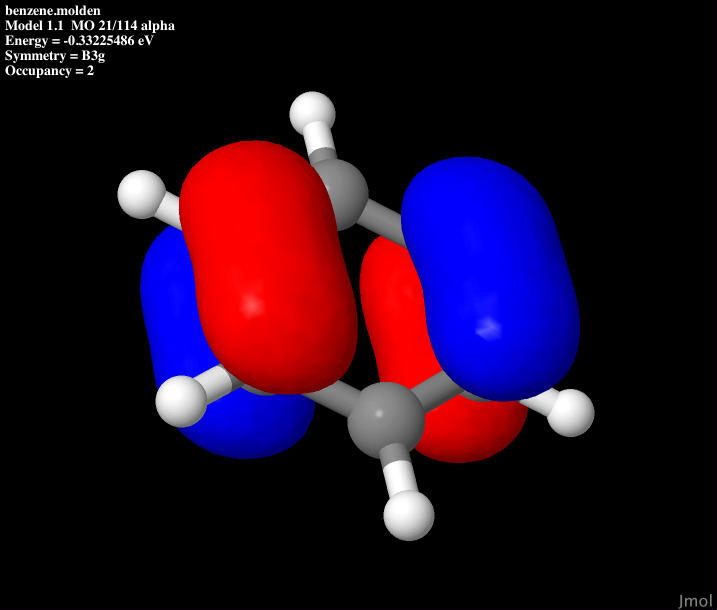 benzene.molden
Model 1.1  MO 21/114 alpha
Energy = -0.33225486 eV
Symmetry = B3g
Occupancy = 2
Jmol